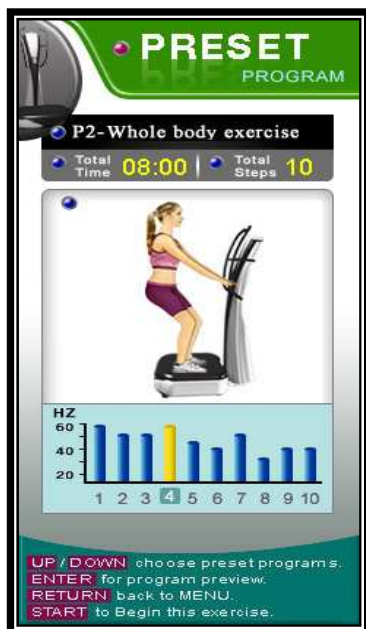 PRESET
PROGRAM
P2-Whole body exercise
Total Time 08:00 Total Steps 10
HZ
60
40
20
1 2 3 4 5 6 7 8 9 10
UP / DOWN choose preset programs.
ENTER for program preview.
RETURN back to MENU.
START to Begin this exercise.